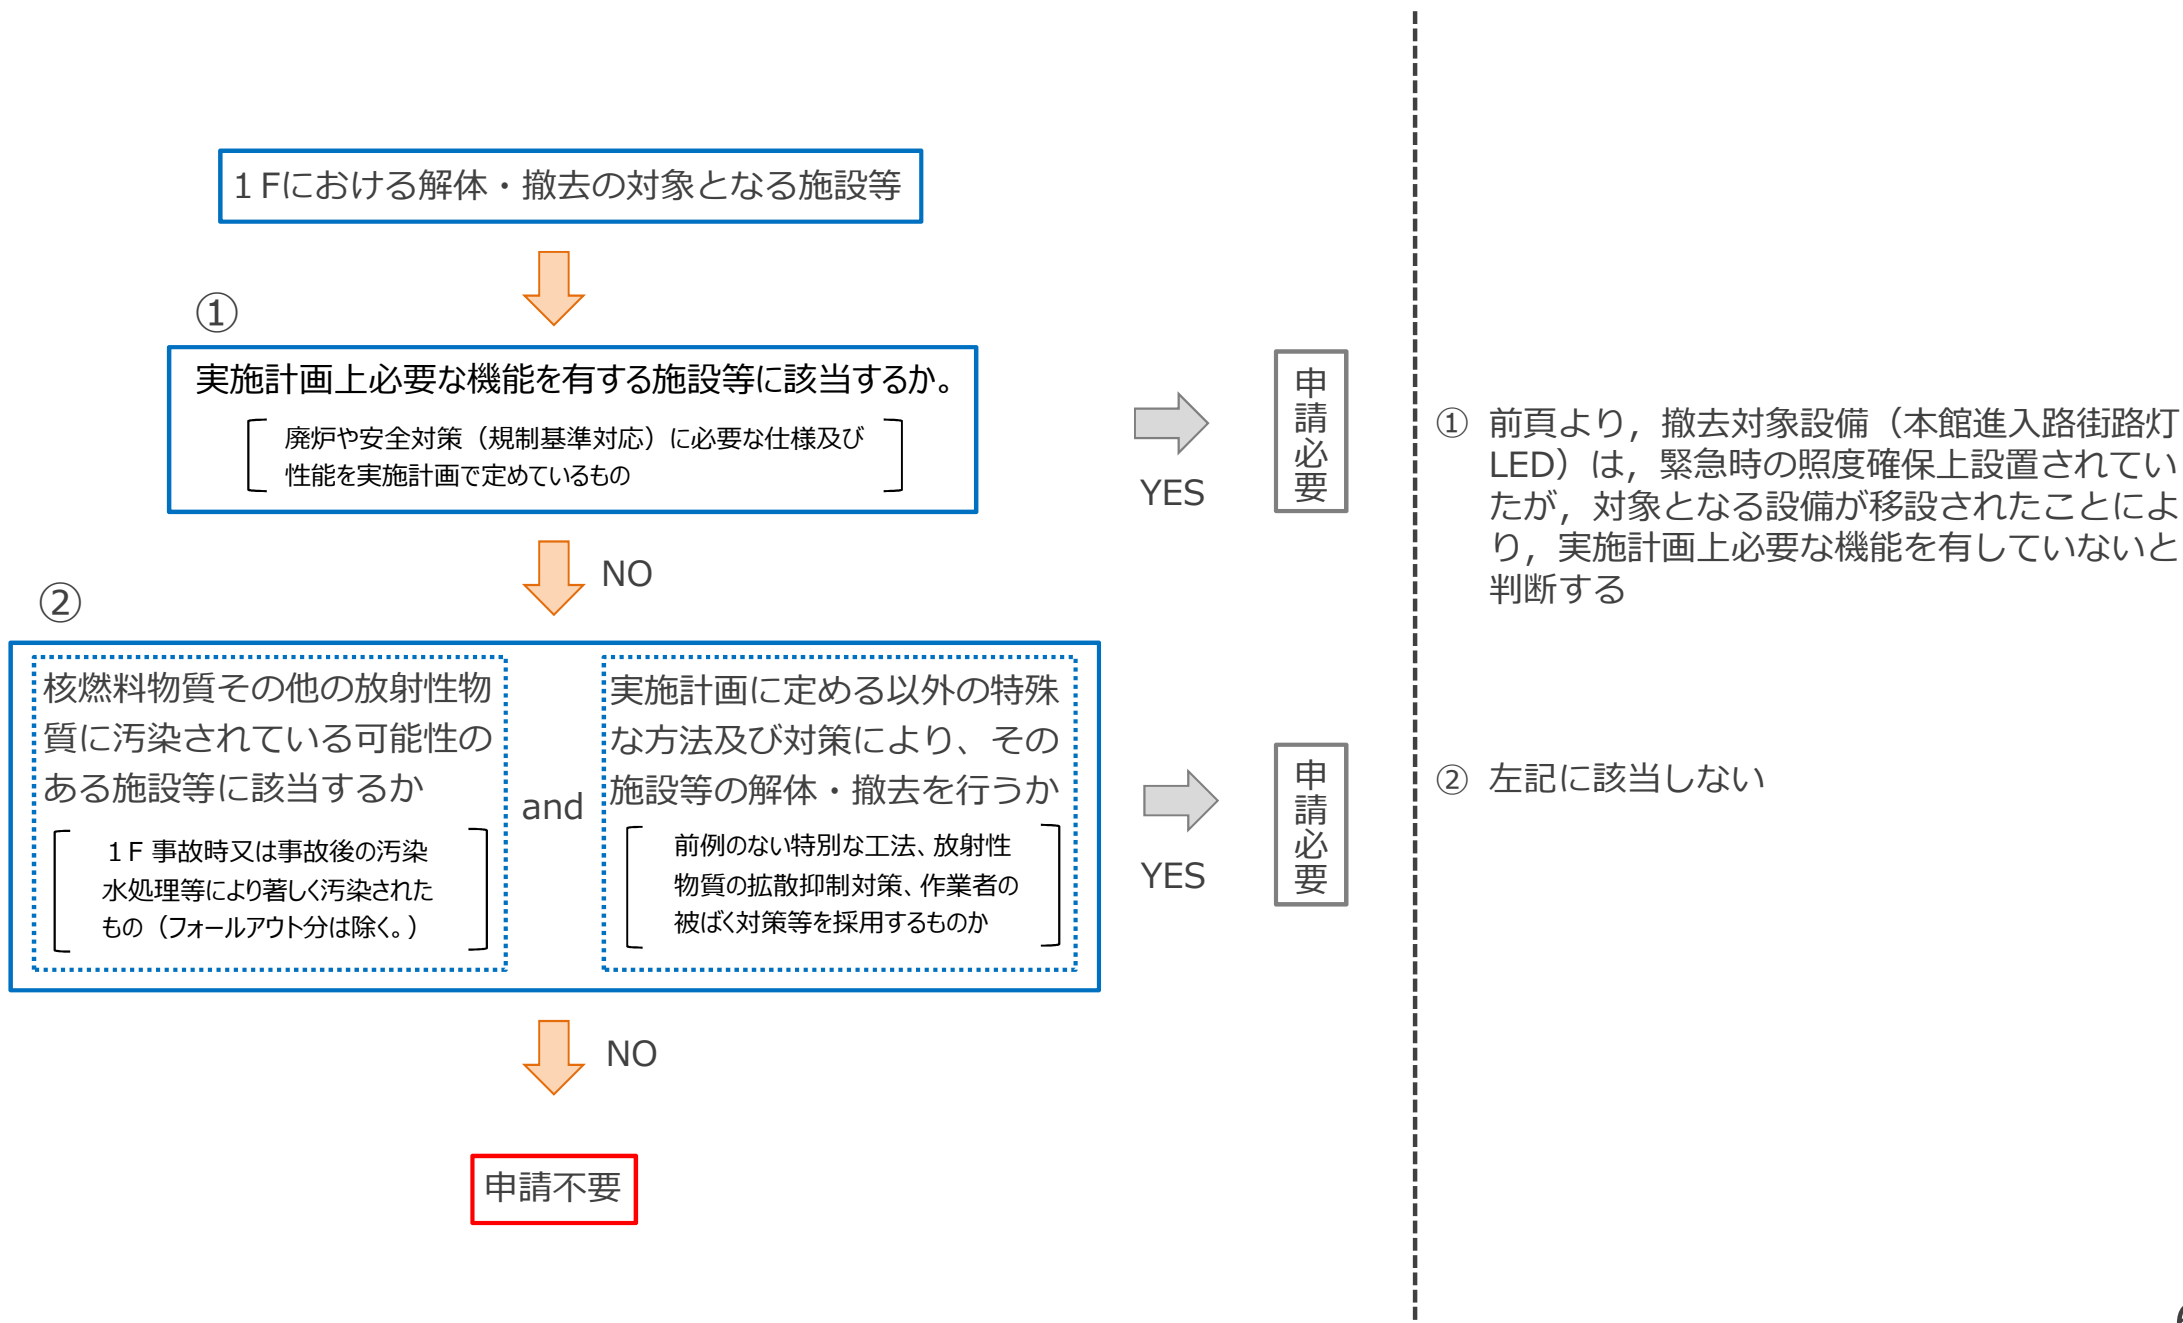 １Fにおける解体・撤去の対象となる施設等
①
実施計画上必要な機能を有する施設等に該当するか。
廃炉や安全対策（規制基準対応）に必要な仕様及び
性能を実施計画で定めているもの
YES
申請必要
NO
②
核燃料物質その他の放射性物
質に汚染されている可能性の
ある施設等に該当するか
１F 事故時又は事故後の汚染
水処理等により著しく汚染された
もの（フォールアウト分は除く。）
and
実施計画に定める以外の特殊
な方法及び対策により、その
施設等の解体・撤去を行うか
前例のない特別な工法、放射性
物質の拡散抑制対策、作業者の
被ばく対策等を採用するものか
YES
申請必要
NO
申請不要
① 前頁より，撤去対象設備（本館進入路街路灯
LED）は，緊急時の照度確保上設置されてい
たが，対象となる設備が移設されたことによ
り，実施計画上必要な機能を有していないと
判断する
② 左記に該当しない